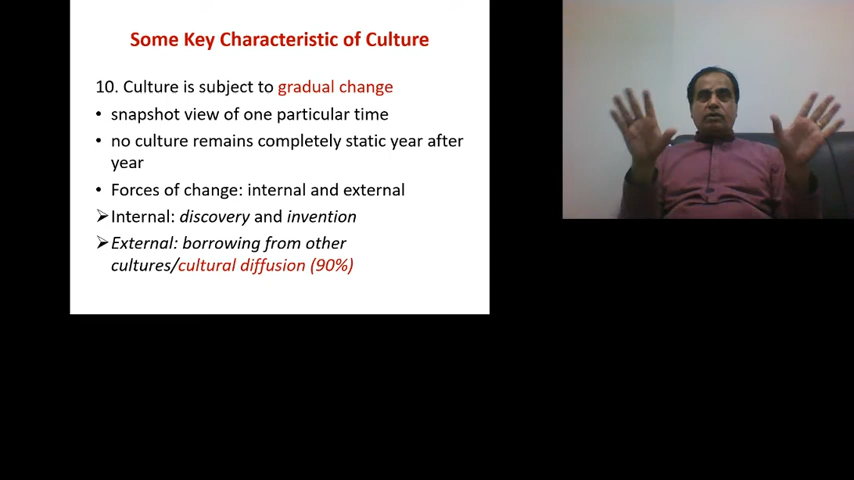 Some Key Characteristic of Culture
10. Culture is subject to gradual change
• snapshot view of one particular time
• no culture remains completely static year after
year
• Forces of change: internal and external
➢Internal: discovery and invention
➢External: borrowing from other
cultures/cultural diffusion (90%)